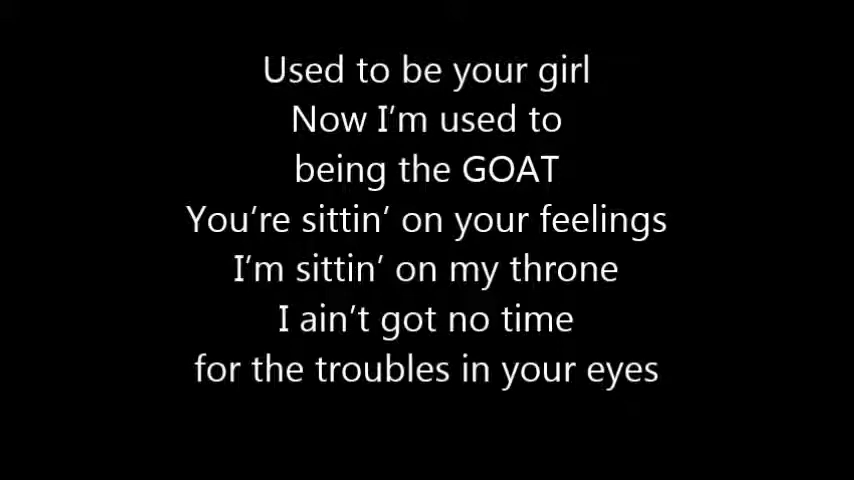 Used to be your girl
Now I’m used to
being the GOAT
You’re sittin’ on your feelings
I’m sittin’ on my throne
I ain’t got no time
for the troubles in your eyes